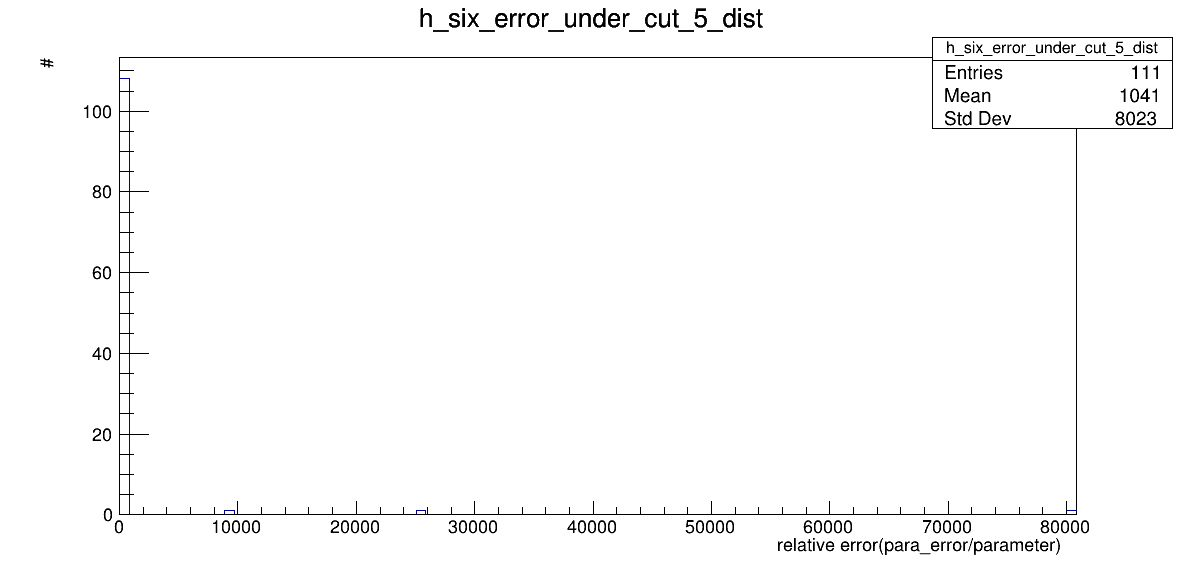 h_six_error_under_cut_5_dist
#
h_six_error_under_cut_5_dist
Entries 111
Mean 1041
Std Dev 8023
100
80
60
40
20
0
0 10000 20000 30000 40000 50000 60000 70000 80000
relative error(para_error/parameter)